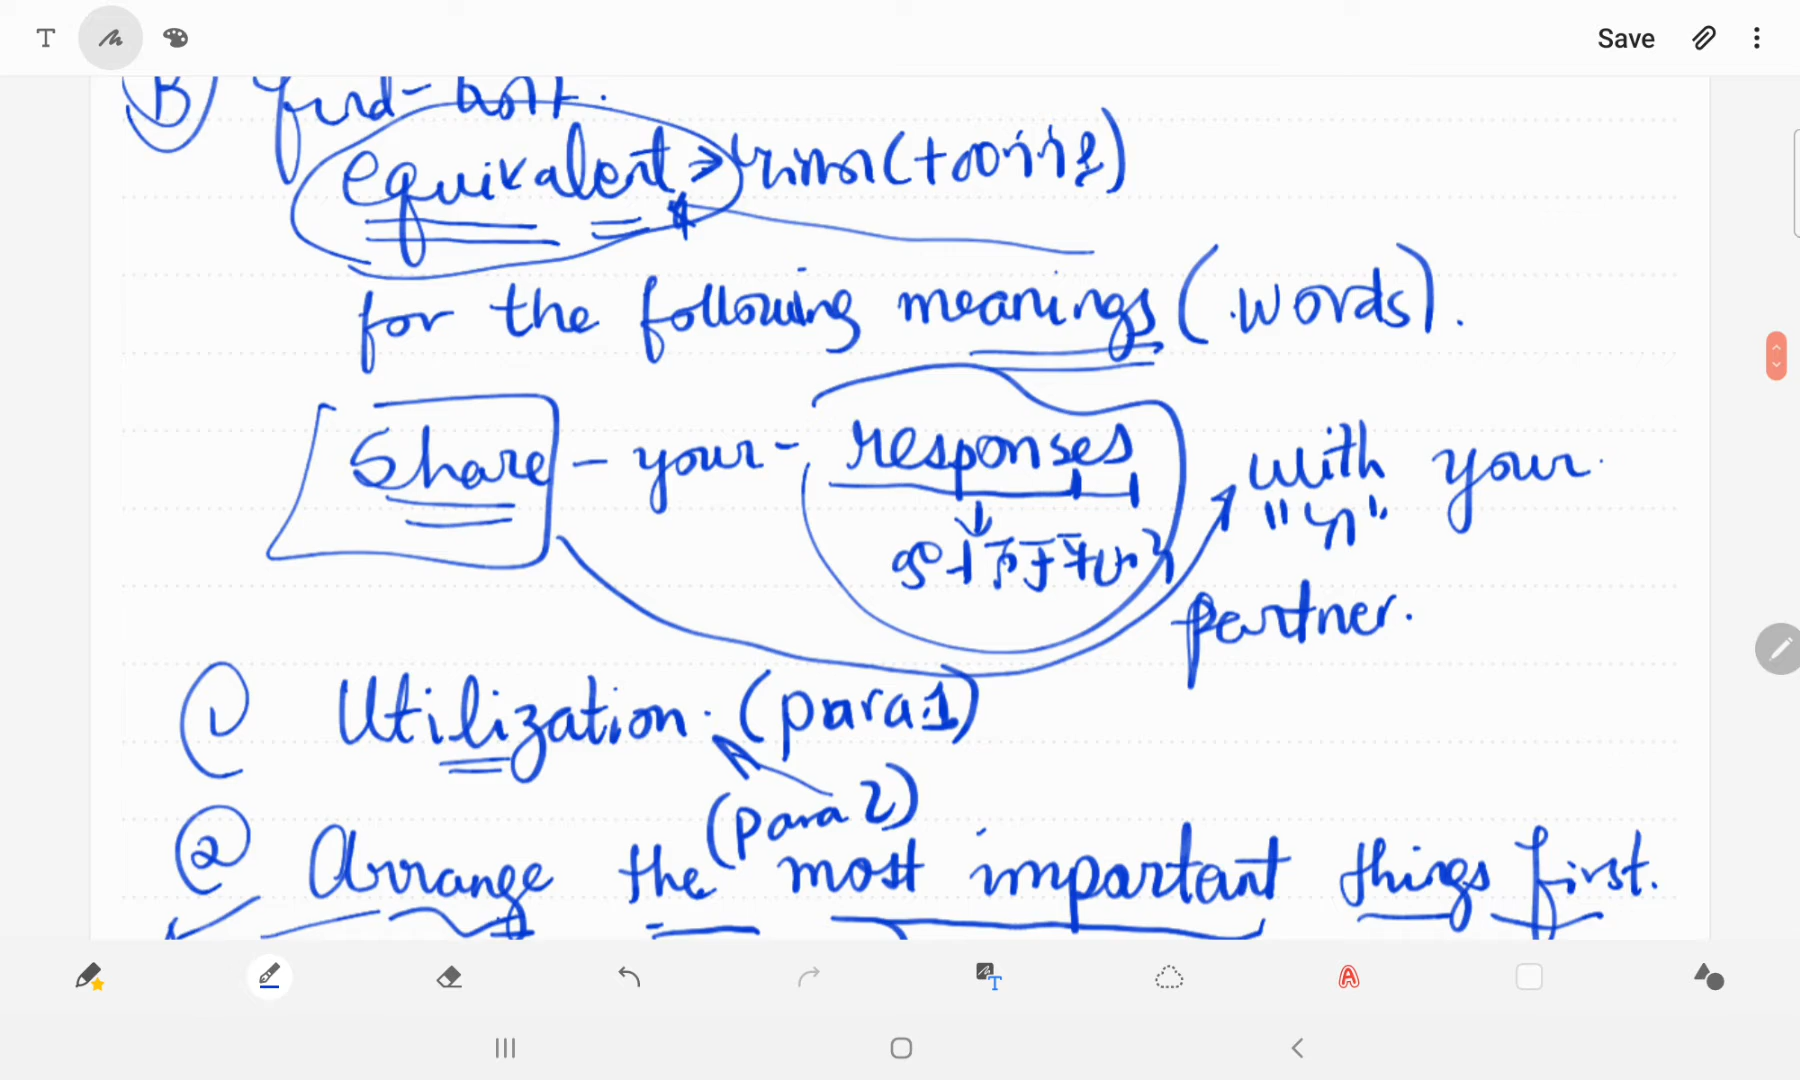 Save
B find-out.
equivalent >
for the following meanings (words).
Share - your - responses with your
partner.
1 Utilization. (para 1)
(para 2)
2 Arrange the most important things first.